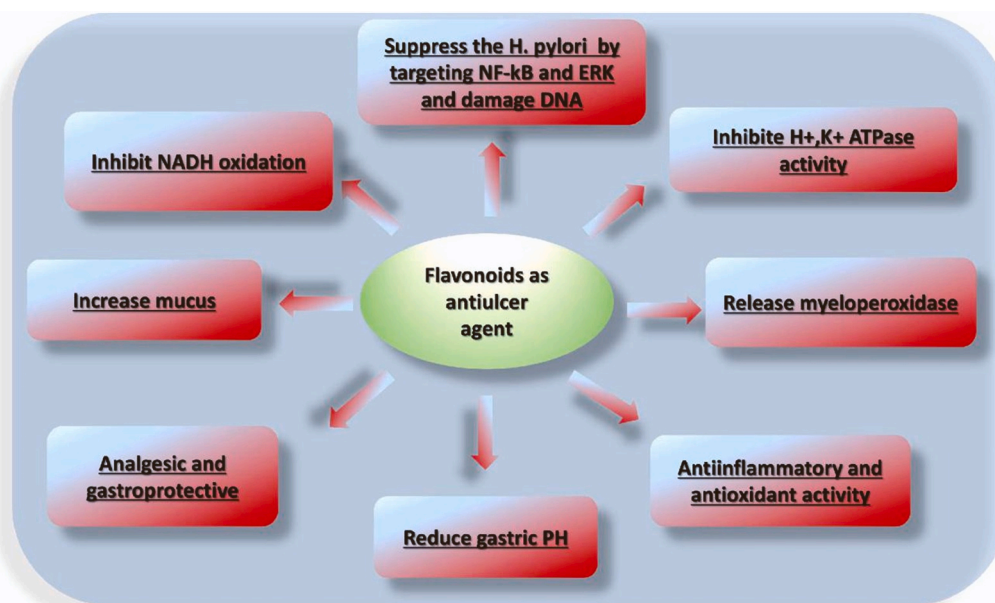 Suppress the H. pylori by
targeting NF-kB and ERK
and damage DNA
Inhibit NADH oxidation
Inhibite H+,K+ ATPase
activity
Flavonoids as
antiulcer
agent
Increase mucus
Release myeloperoxidase
Analgesic and
gastroprotective
Antiinflammatory and
antioxidant activity
Reduce gastric PH